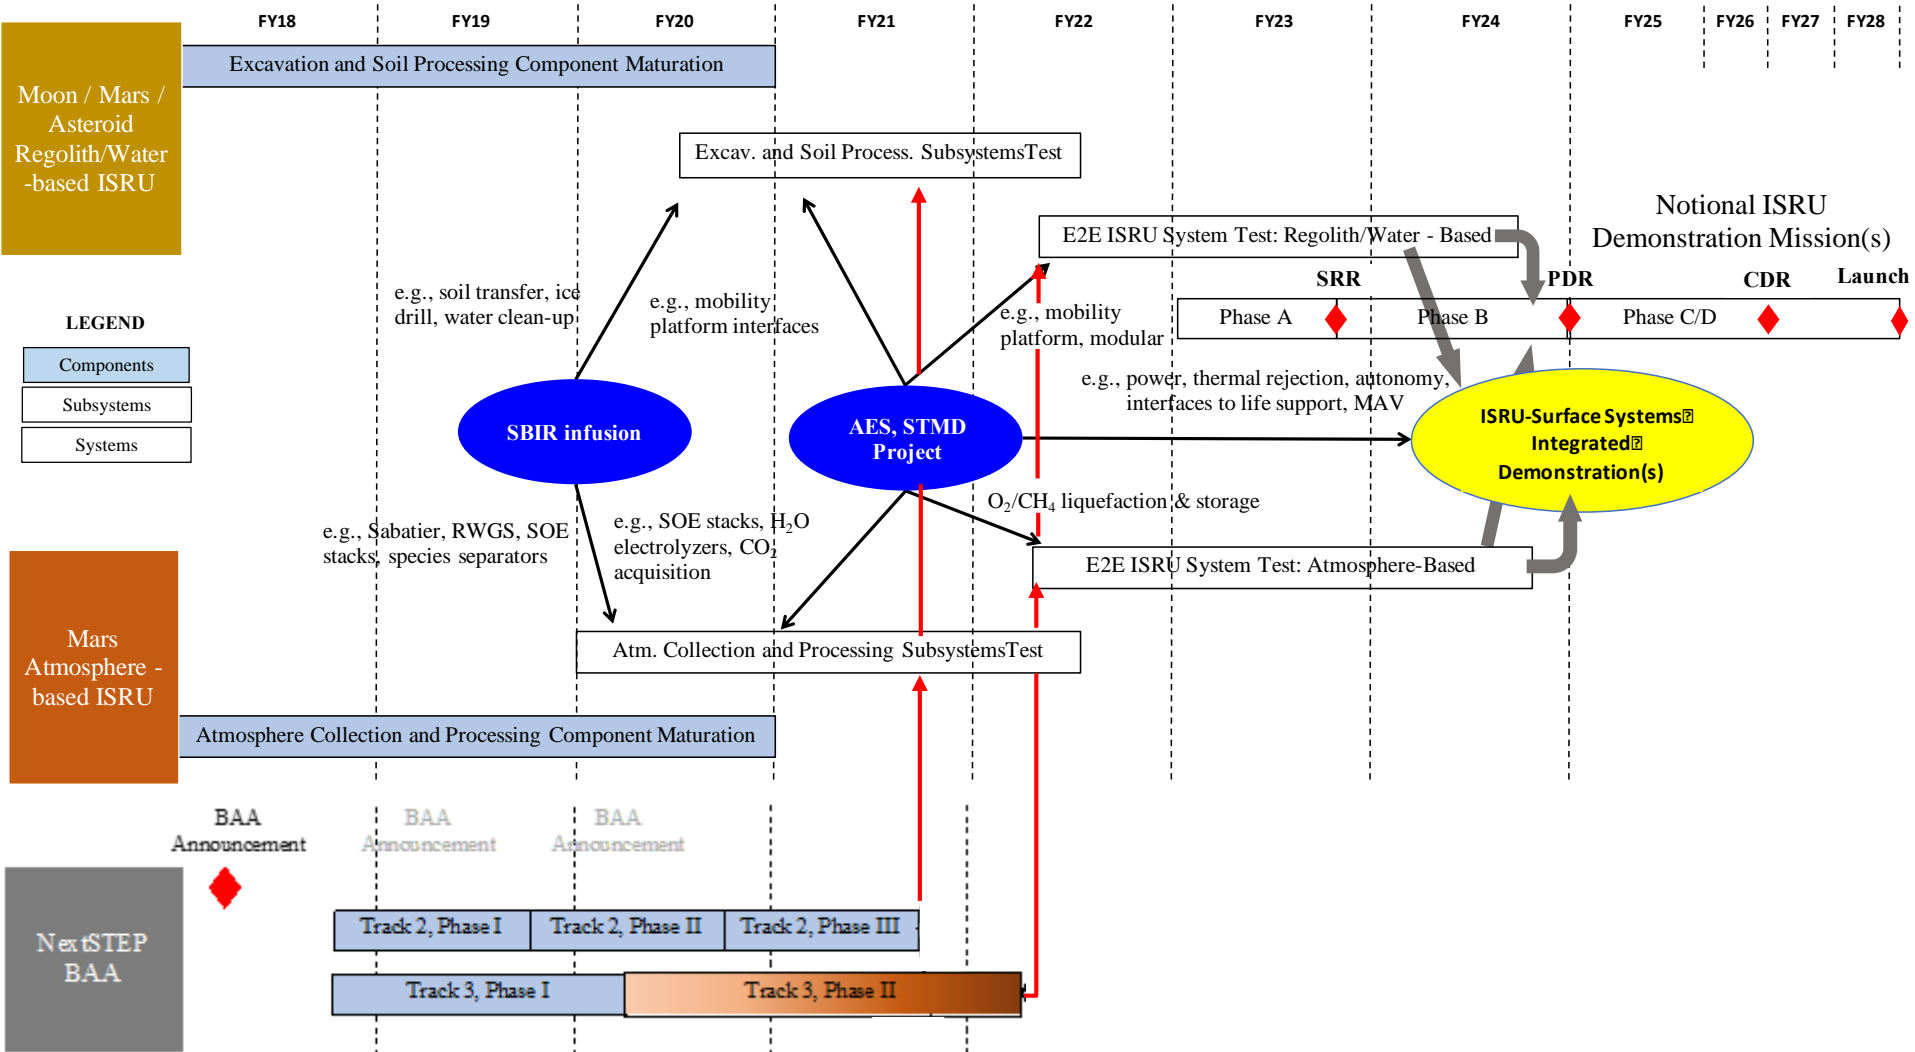 FY18 FY19 FY20 FY21 FY22 FY23 FY24 FY25 FY26 FY27 FY28
Moon / Mars /
Asteroid
Regolith/Water
-based ISRU
Excavation and Soil Processing Component Maturation
Excav. and Soil Process. SubsystemsTest
E2E ISRU System Test: Regolith/Water - Based
Notional ISRU
Demonstration Mission(s)
SRR
PDR
CDR
Launch
Phase A
Phase B
Phase C/D
e.g., soil transfer, ice
drill, water clean-up
e.g., mobility
platform interfaces
e.g., mobility
platform, modular
e.g., power, thermal rejection, autonomy,
interfaces to life support, MAV
LEGEND
Components
Subsystems
Systems
SBIR infusion
AES, STMD
Project
ISRU-Surface Systems
Integrated
Demonstration(s)
e.g., Sabatier, RWGS, SOE
stacks, species separators
e.g., SOE stacks, H₂O
electrolyzers, CO₂
acquisition
O₂/CH₄ liquefaction & storage
E2E ISRU System Test: Atmosphere-Based
Mars
Atmosphere -
based ISRU
Atm. Collection and Processing SubsystemsTest
Atmosphere Collection and Processing Component Maturation
BAA
Announcement
BAA
Announcement
BAA
Announcement
NextSTEP
BAA
Track 2, Phase I
Track 2, Phase II
Track 2, Phase III
Track 3, Phase I
Track 3, Phase II